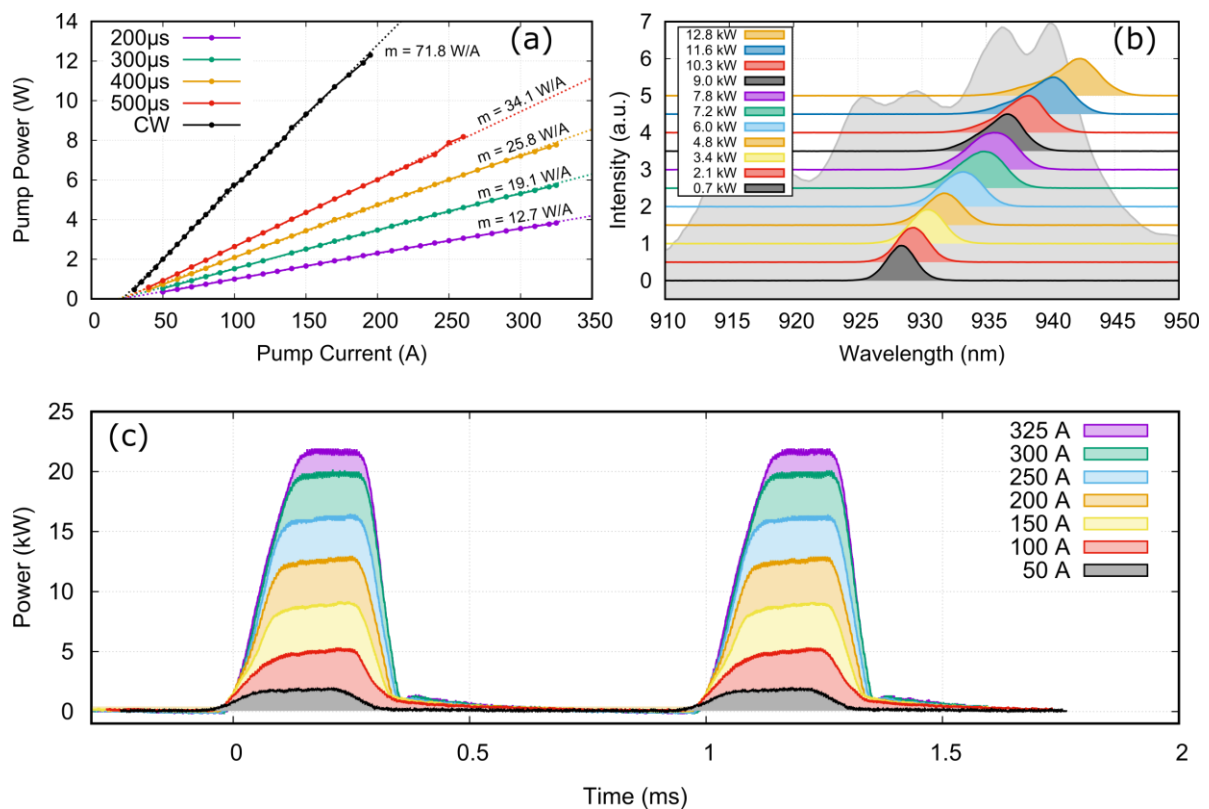 (a)
14
12
10
8
6
4
2
0
Pump Power (W)
200µs
300µs
400µs
500µs
CW
m = 71.8 W/A
m = 34.1 W/A
m = 25.8 W/A
m = 19.1 W/A
m = 12.7 W/A
0 50 100 150 200 250 300 350
Pump Current (A)
(b)
7
6
5
4
3
2
1
0
Intensity (a.u.)
12.8 kW
11.6 kW
10.3 kW
9.0 kW
7.8 kW
7.2 kW
6.0 kW
4.8 kW
3.4 kW
2.1 kW
0.7 kW
910 915 920 925 930 935 940 945 950
Wavelength (nm)
(c)
25
20
15
10
5
0
Power (kW)
325 A
300 A
250 A
200 A
150 A
100 A
50 A
0 0.5 1 1.5 2
Time (ms)